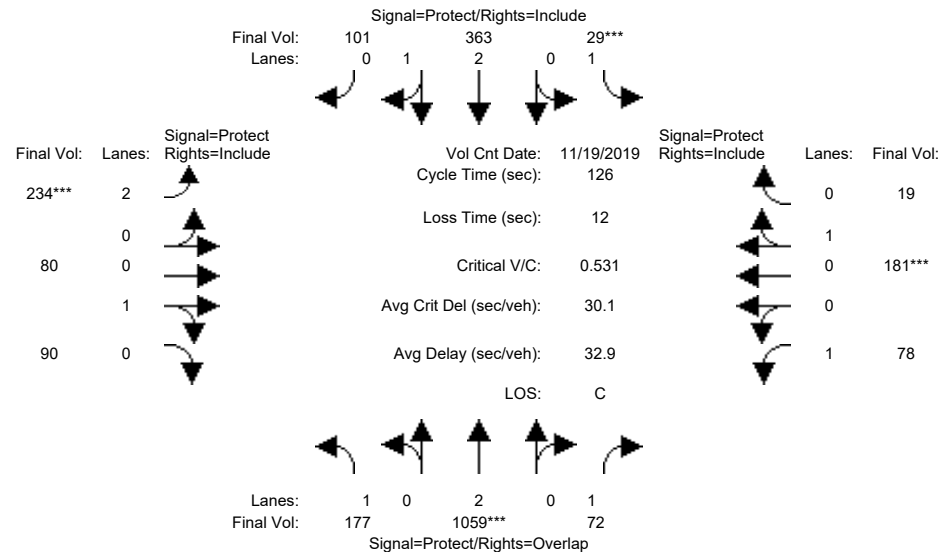 Signal=Protect/Rights=Include
Final Vol: 101 363 29***
Lanes: 0 1 2 0 1
Signal=Protect Signal=Protect
Final Vol: Lanes: Rights=Include Vol Cnt Date: 11/19/2019 Rights=Include Lanes: Final Vol:
Cycle Time (sec): 126
234*** 2 0 19
Loss Time (sec): 12
0 1
80 0 Critical V/C: 0.531 0 181***
1 Avg Crit Del (sec/veh): 30.1 0
90 0 Avg Delay (sec/veh): 32.9 1 78
LOS: C
Lanes: 1 0 2 0 1
Final Vol: 177 1059*** 72
Signal=Protect/Rights=Overlap